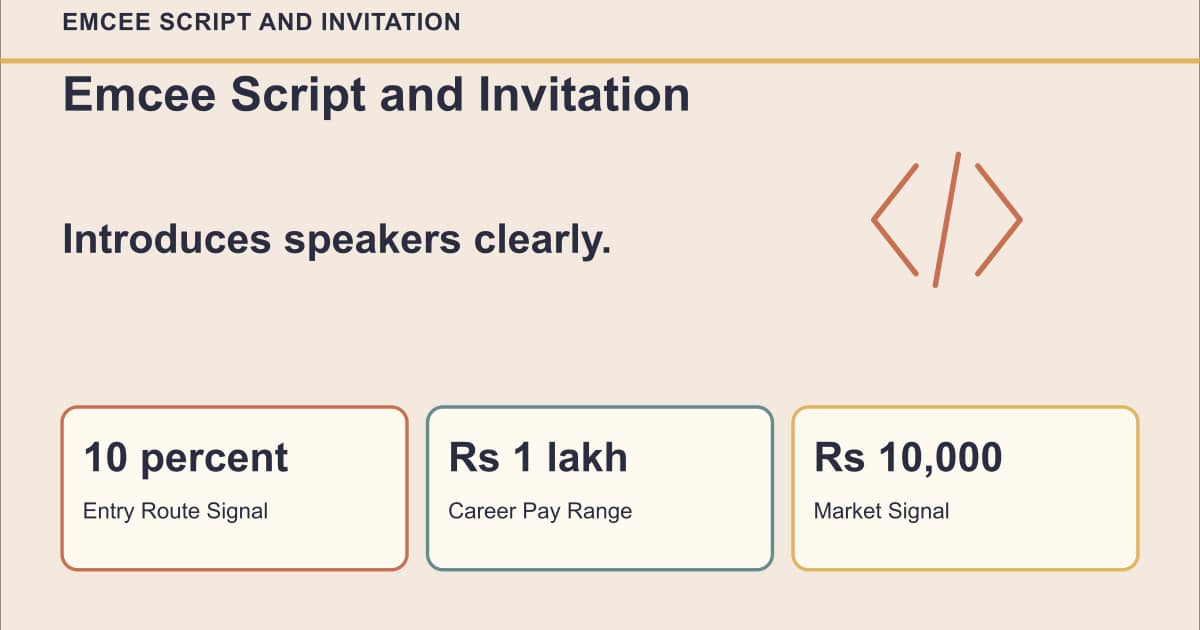 EMCEE SCRIPT AND INVITATION
Emcee Script and Invitation
Introduces speakers clearly.
10 percent
Entry Route Signal
Rs 1 lakh
Career Pay Range
Rs 10,000
Market Signal